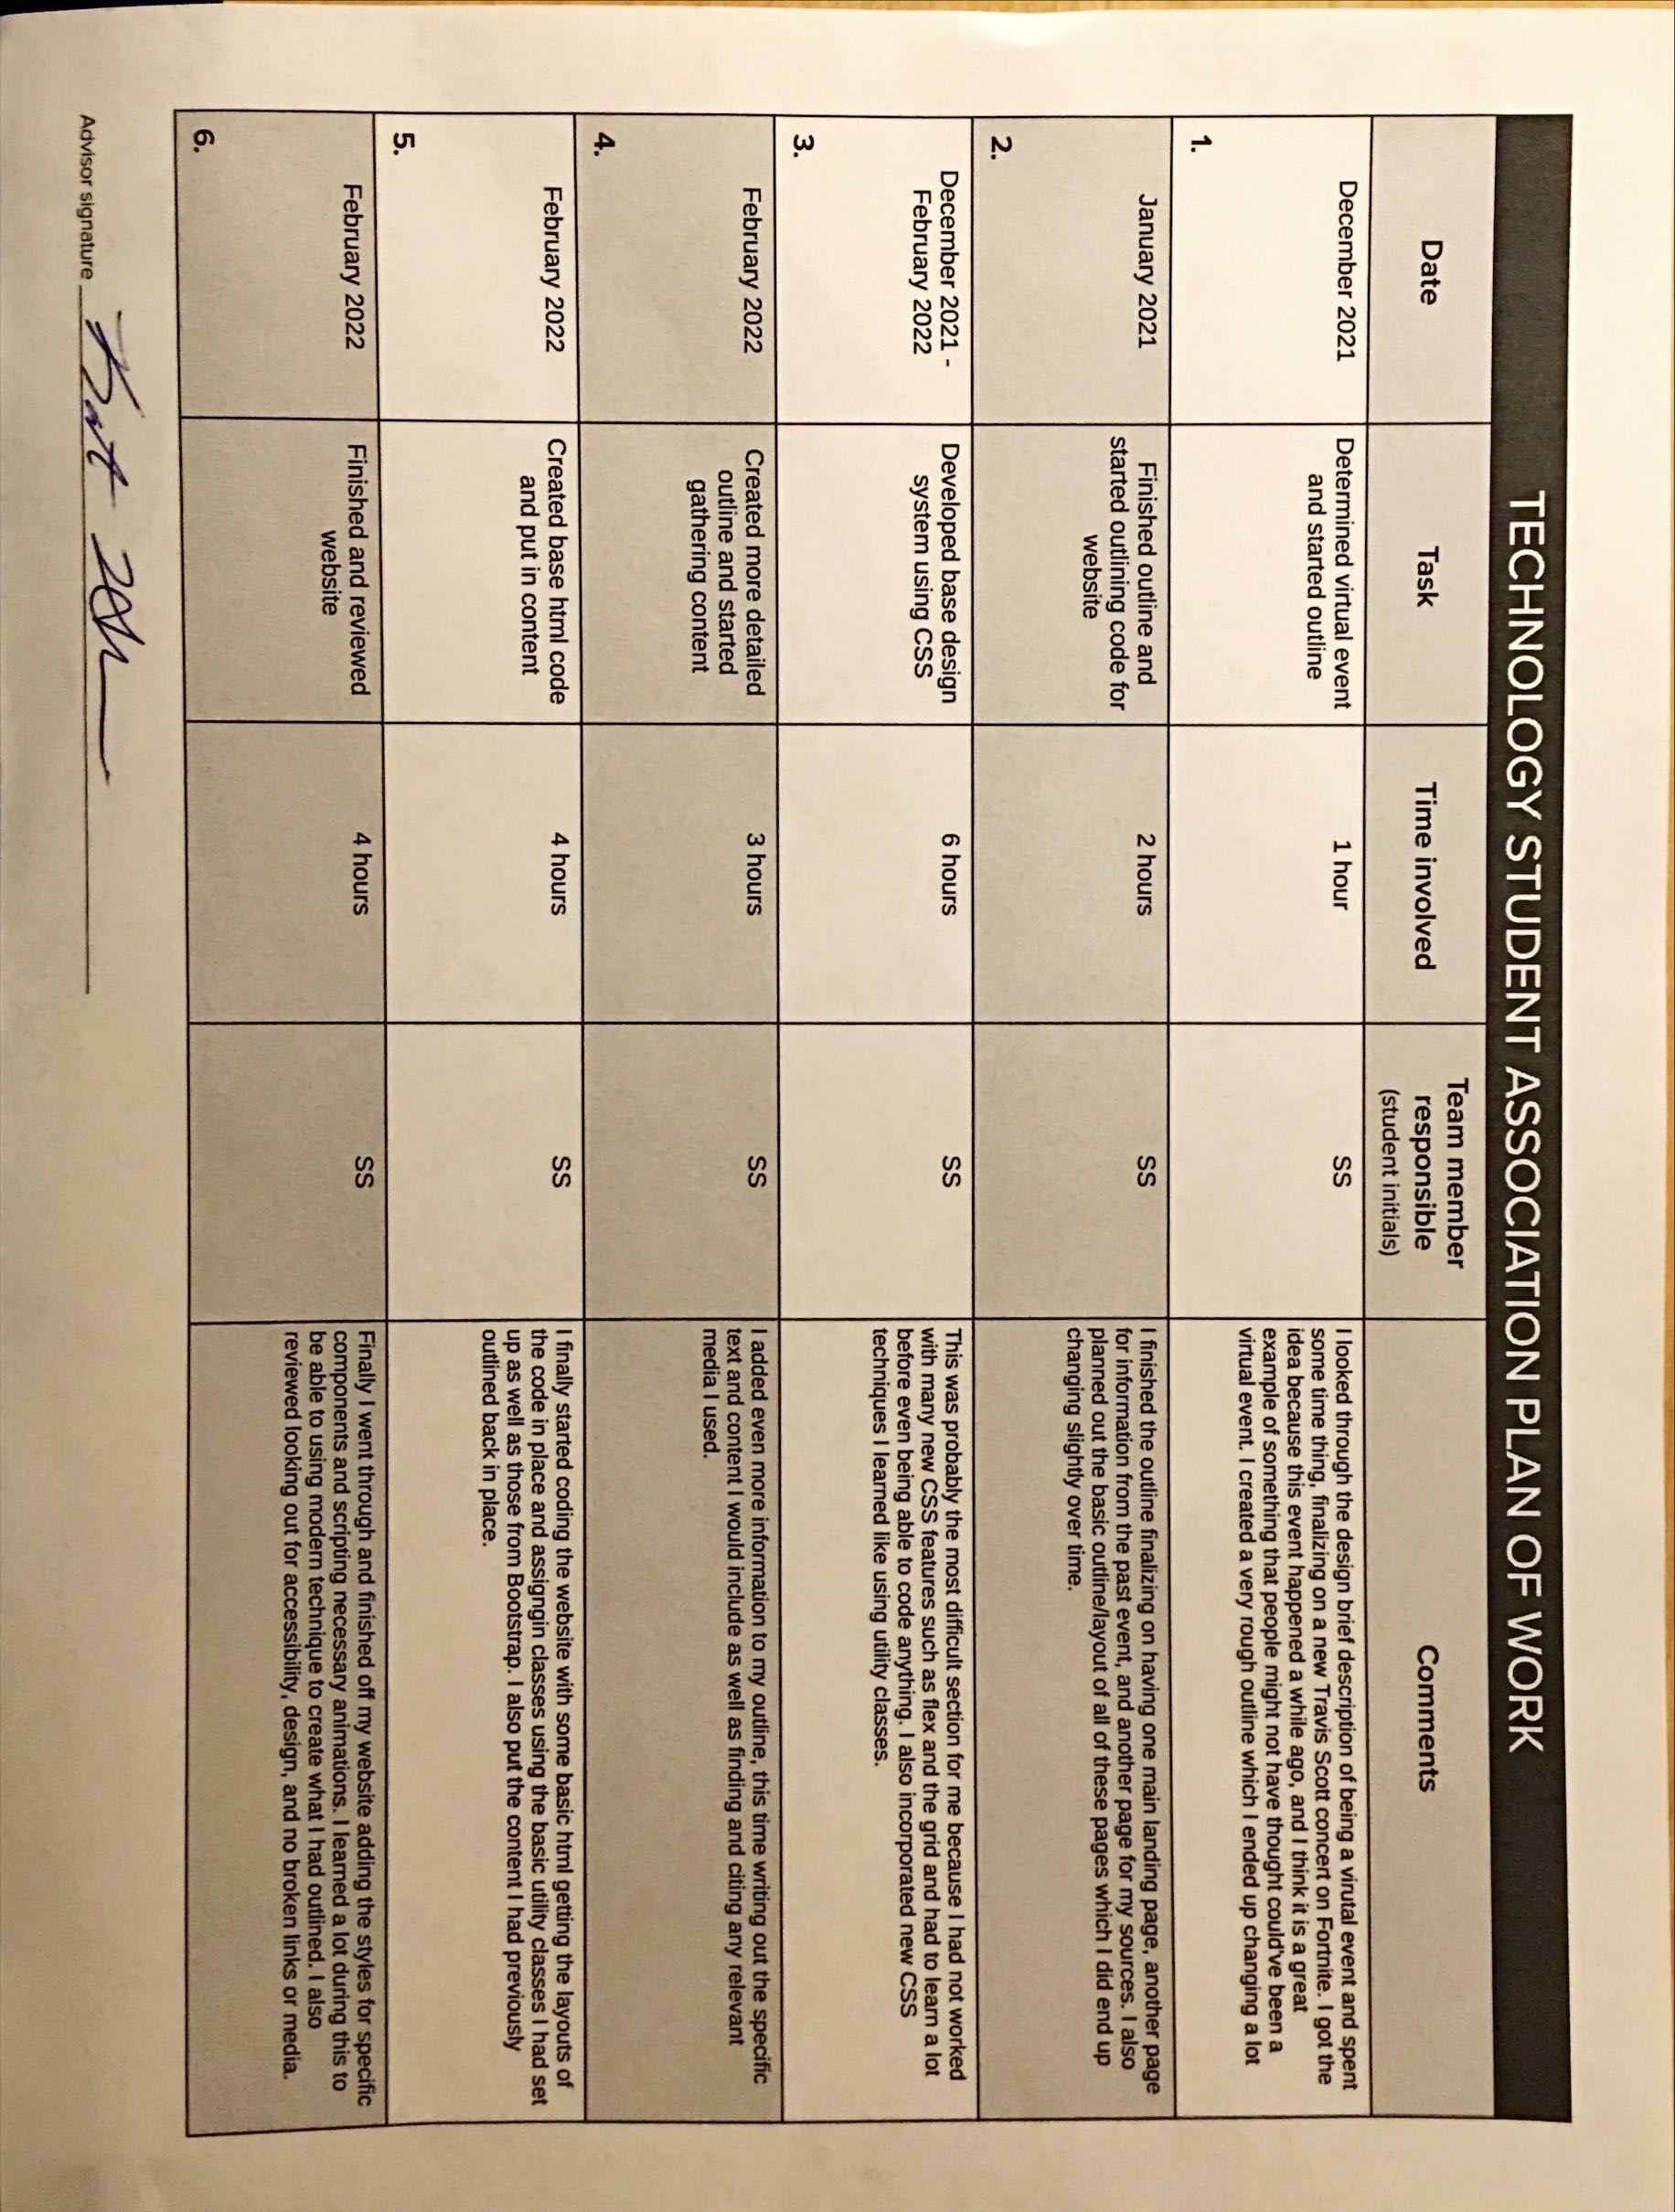 TECHNOLOGY STUDENT ASSOCIATION PLAN OF WORK
Date
Task
Time involved
Team member
responsible
(student initials)
Comments
1.
December 2021
Determined virtual event
and started outline
1 hour
SS
I looked through the design brief description of being a virutal event and spent
some time thing, finalizing on a new Travis Scott concert on Fortnite. I got the
idea because this event happened a while ago, and I think it is a great
example of something that people might not have thought could've been a
virtual event. I created a very rough outline which I ended up changing a lot
2.
January 2021
Finished outline and
started outlining code for
website
2 hours
SS
I finished the outline finalizing on having one main landing page, another page
for information from the past event, and another page for my sources. I also
planned out the basic outline/layout of all of these pages which I did end up
changing slightly over time.
3.
December 2021 -
February 2022
Developed base design
system using CSS
6 hours
SS
This was probably the most difficult section for me because I had not worked
with many new CSS features such as flex and the grid and had to learn a lot
before even being able to code anything. I also incorporated new CSS
techniques I learned like using utility classes.
4.
February 2022
Created more detailed
outline and started
gathering content
3 hours
SS
I added even more information to my outline, this time writing out the specific
text and content I would include as well as finding and citing any relevant
media I used.
5.
February 2022
Created base html code
and put in content
4 hours
SS
I finally started coding the website with some basic html getting the layouts of
the code in place and assigngin classes using the basic utility classes I had set
up as well as those from Bootstrap. I also put the content I had previously
outlined back in place.
6.
February 2022
Finished and reviewed
website
4 hours
SS
Finally I went through and finished off my website adding the styles for specific
components and scripting necessary animations. I learned a lot during this to
be able to using modern technique to create what I had outlined. I also
reviewed looking out for accessibility, design, and no broken links or media.
Advisor signature